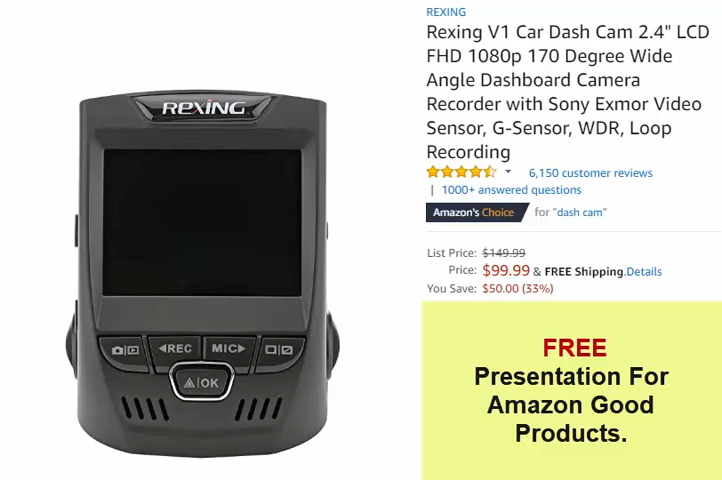 REXING
REXING
Rexing V1 Car Dash Cam 2.4" LCD
FHD 1080p 170 Degree Wide
Angle Dashboard Camera
Recorder with Sony Exmor Video
Sensor, G-Sensor, WDR, Loop
Recording
6,150 customer reviews
| 1000+ answered questions
Amazon's Choice for "dash cam"
List Price: $149.99
Price: $99.99 & FREE Shipping.Details
You Save: $50.00 (33%)
◀REC MIC▶
OK
FREE
Presentation For
Amazon Good
Products.